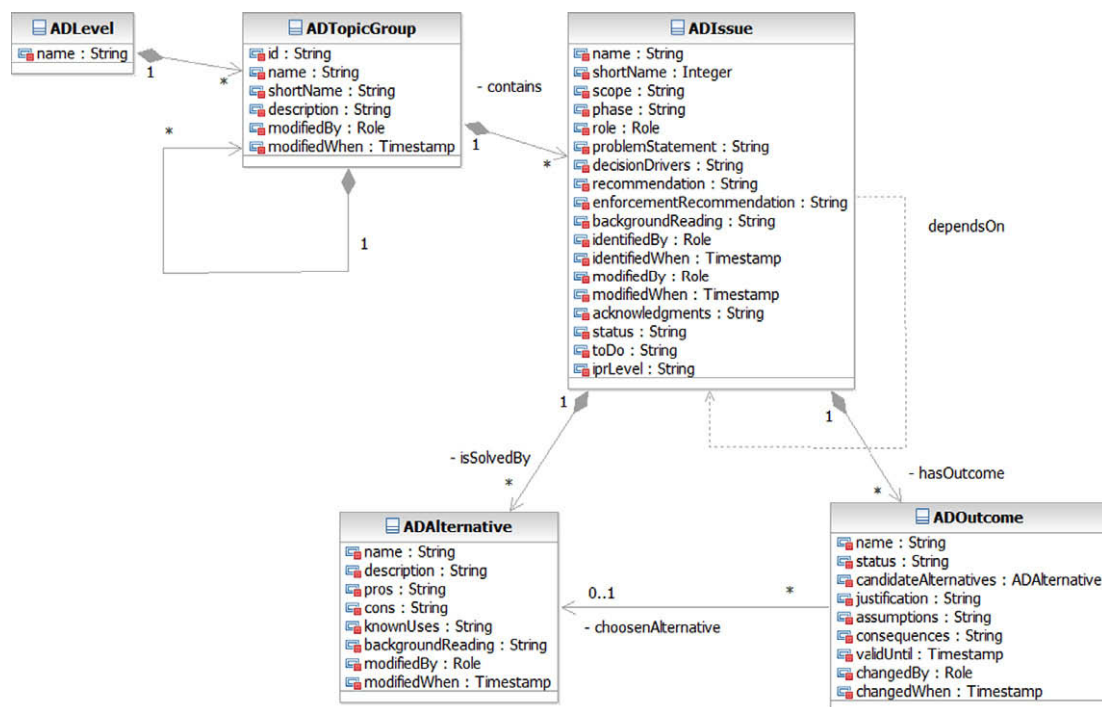 ADLevel
name : String
1
*
ADTopicGroup
id : String
name : String
shortName : String
description : String
modifiedBy : Role
modifiedWhen : Timestamp
*
1
- contains
1
*
ADIssue
name : String
shortName : Integer
scope : String
phase : String
role : Role
problemStatement : String
decisionDrivers : String
recommendation : String
enforcementRecommendation : String
backgroundReading : String
identifiedBy : Role
identifiedWhen : Timestamp
modifiedBy : Role
modifiedWhen : Timestamp
acknowledgments : String
status : String
toDo : String
iprLevel : String
dependsOn
1
- isSolvedBy
*
1
- hasOutcome
*
ADAlternative
name : String
description : String
pros : String
cons : String
knownUses : String
backgroundReading : String
modifiedBy : Role
modifiedWhen : Timestamp
0..1
*
- choosenAlternative
ADOutcome
name : String
status : String
candidateAlternatives : ADAlternative
justification : String
assumptions : String
consequences : String
validUntil : Timestamp
changedBy : Role
changedWhen : Timestamp